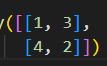 y([[1, 3],
[4, 2]])